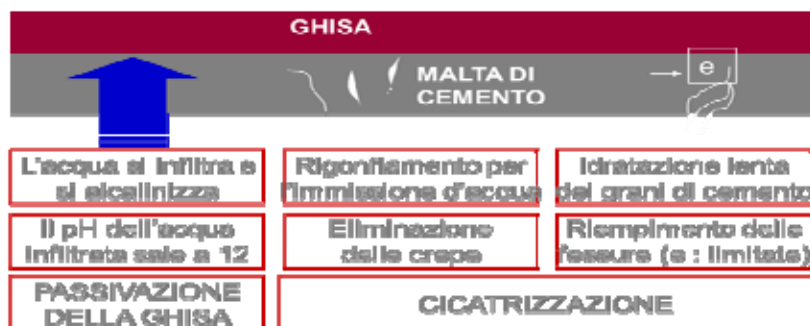 GHISA
MALTA DI
CEMENTO
e
L'acqua si infiltra e
si alcalinizza
Rigonfiamento per
l'immissione d'acqua
Idratazione lenta
dei grani di cemento
Il pH dell'acqua
infiltrata sale a 12
Eliminazione
delle crepe
Riempimento delle
fessure (e : limitate)
PASSIVAZIONE
DELLA GHISA
CICATRIZZAZIONE